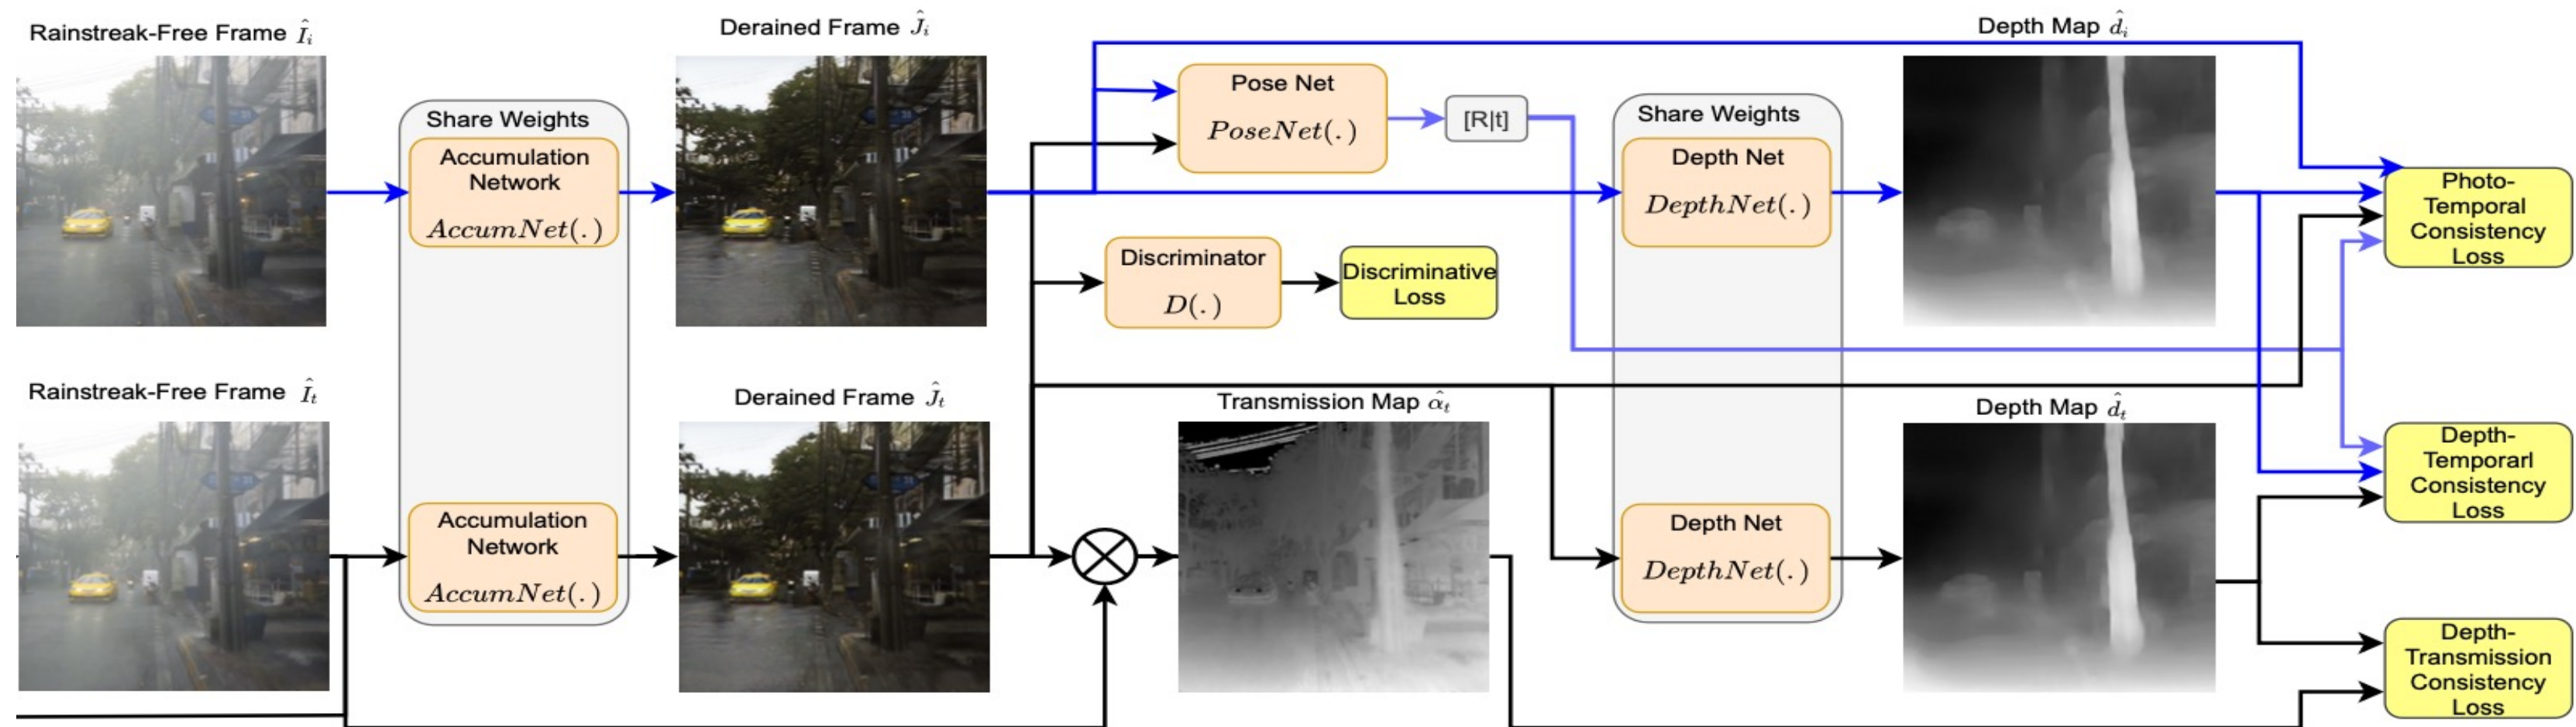 Rainstreak-Free Frame Î_i
Derained Frame Ĵ_i
Depth Map d̂_i
Share Weights
Accumulation
Network
AccumNet(.)
Pose Net
PoseNet(.)
[R|t]
Share Weights
Depth Net
DepthNet(.)
Photo-
Temporal
Consistency
Loss
Discriminator
D(.)
Discriminative
Loss
Rainstreak-Free Frame Î_t
Derained Frame Ĵ_t
Transmission Map α̂_t
Depth Map d̂_t
Accumulation
Network
AccumNet(.)
Depth Net
DepthNet(.)
Depth-
Temporarl
Consistency
Loss
Depth-
Transmission
Consistency
Loss